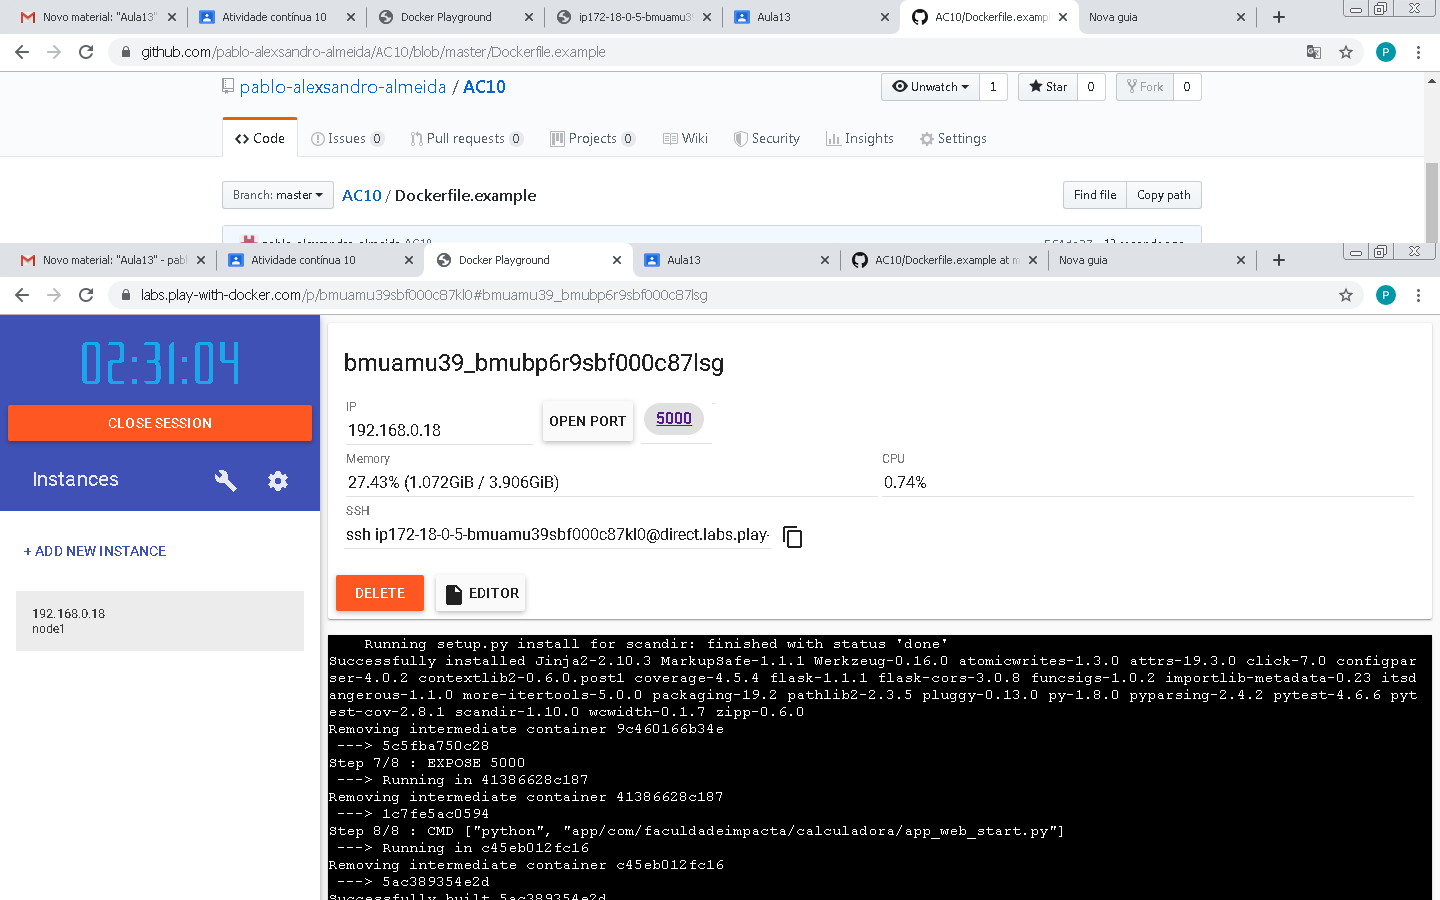 Novo material: "Aula13"
Atividade contínua 10
Docker Playground
ip172-18-0-5-bmuamu39
Aula13
AC10/Dockerfile.example
Nova guia
github.com/pablo-alexsandro-almeida/AC10/blob/master/Dockerfile.example
P
pablo-alexsandro-almeida / AC10
Unwatch 1
Star 0
Fork 0
Code
Issues 0
Pull requests 0
Projects 0
Wiki
Security
Insights
Settings
Branch: master
AC10 / Dockerfile.example
Find file
Copy path
Novo material: "Aula13" - pab
Atividade contínua 10
Docker Playground
Aula13
AC10/Dockerfile.example at m
Nova guia
labs.play-with-docker.com/p/bmuamu39sbf000c87kl0#bmuamu39_bmubp6r9sbf000c87lsg
P
02:31:04
CLOSE SESSION
Instances
+ ADD NEW INSTANCE
192.168.0.18
node1
bmuamu39_bmubp6r9sbf000c87lsg
IP
192.168.0.18
OPEN PORT
5000
Memory
27.43% (1.072GiB / 3.906GiB)
CPU
0.74%
SSH
ssh ip172-18-0-5-bmuamu39sbf000c87kl0@direct.labs.play-
DELETE
EDITOR
Running setup.py install for scandir: finished with status 'done'
Successfully installed Jinja2-2.10.3 MarkupSafe-1.1.1 Werkzeug-0.16.0 atomicwrites-1.3.0 attrs-19.3.0 click-7.0 configpar
ser-4.0.2 contextlib2-0.6.0.post1 coverage-4.5.4 flask-1.1.1 flask-cors-3.0.8 funcsigs-1.0.2 importlib-metadata-0.23 itsd
angerous-1.1.0 more-itertools-5.0.0 packaging-19.2 pathlib2-2.3.5 pluggy-0.13.0 py-1.8.0 pyparsing-2.4.2 pytest-4.6.6 pyt
est-cov-2.8.1 scandir-1.10.0 wcwidth-0.1.7 zipp-0.6.0
Removing intermediate container 9c460166b34e
---> 5c5fba750c28
Step 7/8 : EXPOSE 5000
---> Running in 41386628c187
Removing intermediate container 41386628c187
---> 1c7fe5ac0594
Step 8/8 : CMD ["python", "app/com/faculdadeimpacta/calculadora/app_web_start.py"]
---> Running in c45eb012fc16
Removing intermediate container c45eb012fc16
---> 5ac389354e2d
Successfully built 5ac389354e2d